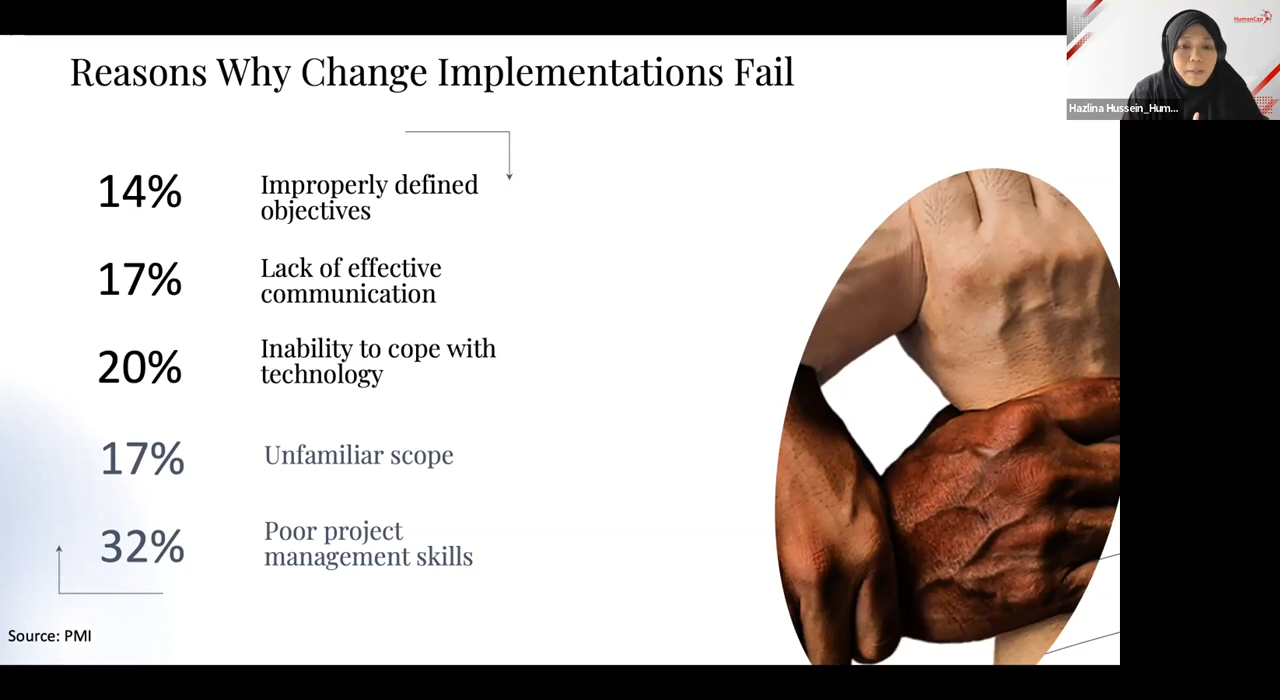 Reasons Why Change Implementations Fail
HumanCap
Hazlina Hussein_Hum...
14%
Improperly defined
objectives
17%
Lack of effective
communication
20%
Inability to cope with
technology
17%
Unfamiliar scope
32%
Poor project
management skills
Source: PMI